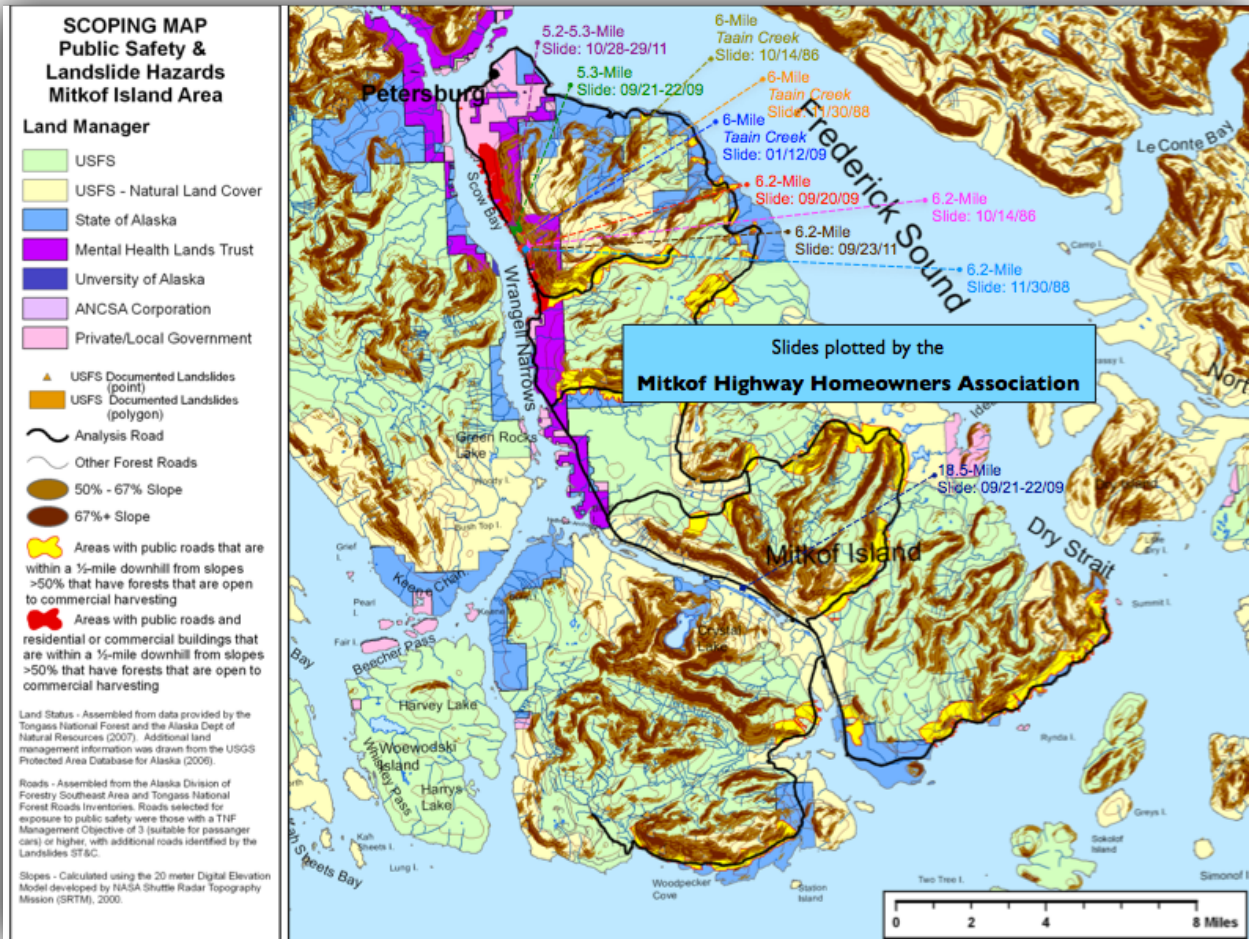 SCOPING MAP
Public Safety &
Landslide Hazards
Mitkof Island Area
Land Manager
USFS
USFS - Natural Land Cover
State of Alaska
Mental Health Lands Trust
Unversity of Alaska
ANCSA Corporation
Private/Local Government
USFS Documented Landslides
(point)
USFS Documented Landslides
(polygon)
Analysis Road
Other Forest Roads
50% - 67% Slope
67%+ Slope
Areas with public roads that are
within a ½-mile downhill from slopes
>50% that have forests that are open
to commercial harvesting
Areas with public roads and
residential or commercial buildings that
are within a ½-mile downhill from slopes
>50% that have forests that are open to
commercial harvesting
Land Status - Assembled from data provided by the
Tongass National Forest and the Alaska Dept of
Natural Resources (2007). Additional land
management information was drawn from the USGS
Protected Area Database for Alaska (2006).
Roads - Assembled from the Alaska Division of
Forestry Southeast Area and Tongass National
Forest Roads Inventories. Roads selected for
exposure to public safety were those with a TNF
Management Objective of 3 (suitable for passanger
cars) or higher, with additional roads identified by the
Landslides ST&C.
Slopes - Calculated using the 20 meter Digital Elevation
Model developed by NASA Shuttle Radar Topography
Mission (SRTM), 2000.
5.2-5.3-Mile
Slide: 10/28-29/11
5.3-Mile
Slide: 09/21-22/09
6-Mile
Taain Creek
Slide: 10/14/86
6-Mile
Taain Creek
Slide: 11/30/88
6-Mile
Taain Creek
Slide: 01/12/09
6.2-Mile
Slide: 09/20/09
6.2-Mile
Slide: 10/14/86
6.2-Mile
Slide: 09/23/11
6.2-Mile
Slide: 11/30/88
Petersburg
Scow Bay
Wrangell Narrows
Frederick Sound
Le Conte Bay
Camp I.
Slides plotted by the
Mitkof Highway Homeowners Association
18.5-Mile
Slide: 09/21-22/09
Green Rocks
Lake
Woody I.
Bush Top I.
Grief
I.
Keene Chan.
Pearl
I.
Keene
Fair I.
Beecher Pass
Bay
Harvey Lake
Woewodski
Island
Whiskey Pass
Harrys
Lake
Kah
Sheets I.
Kah Sheets Bay
Lung I.
Mitkof Island
Crystal
Lake
Dry Strait
Summit I.
Rynda I.
Greys I.
Sokolof
Island
Two Tree I.
Simonof I
Woodpecker
Cove
Station
Island
0 2 4 8 Miles